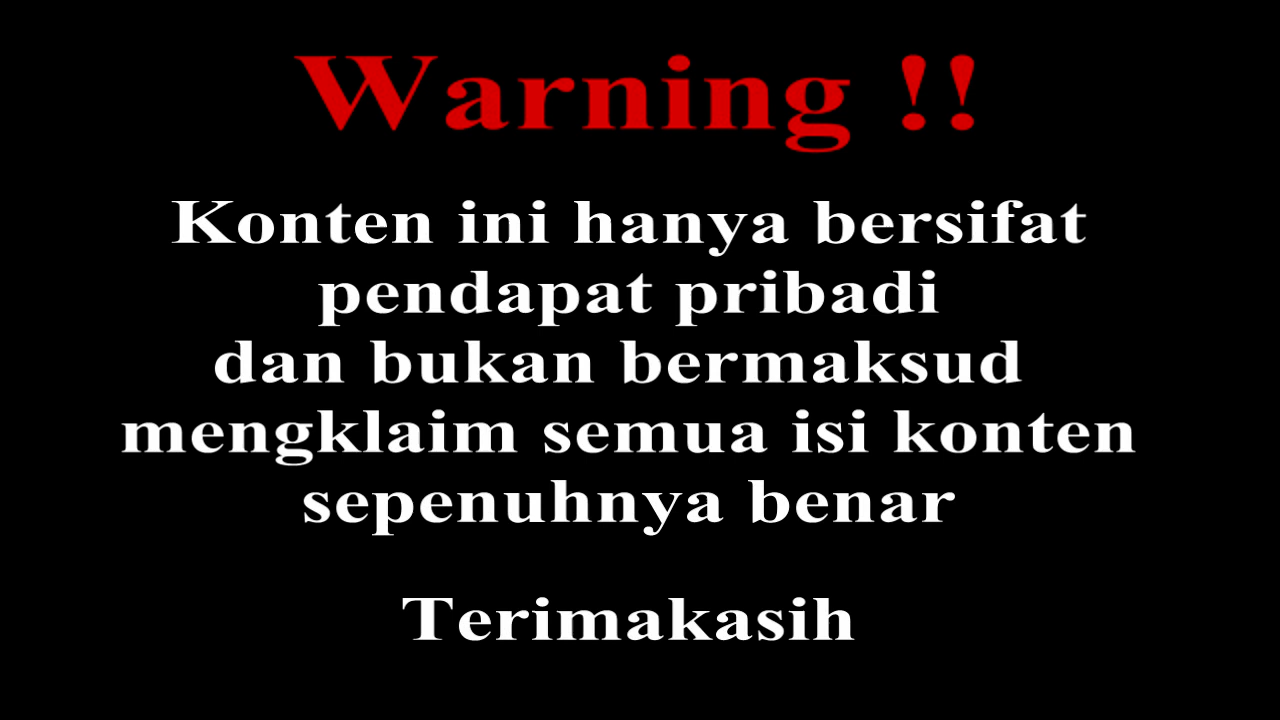 Warning !!
Konten ini hanya bersifat
pendapat pribadi
dan bukan bermaksud
mengklaim semua isi konten
sepenuhnya benar
Terimakasih